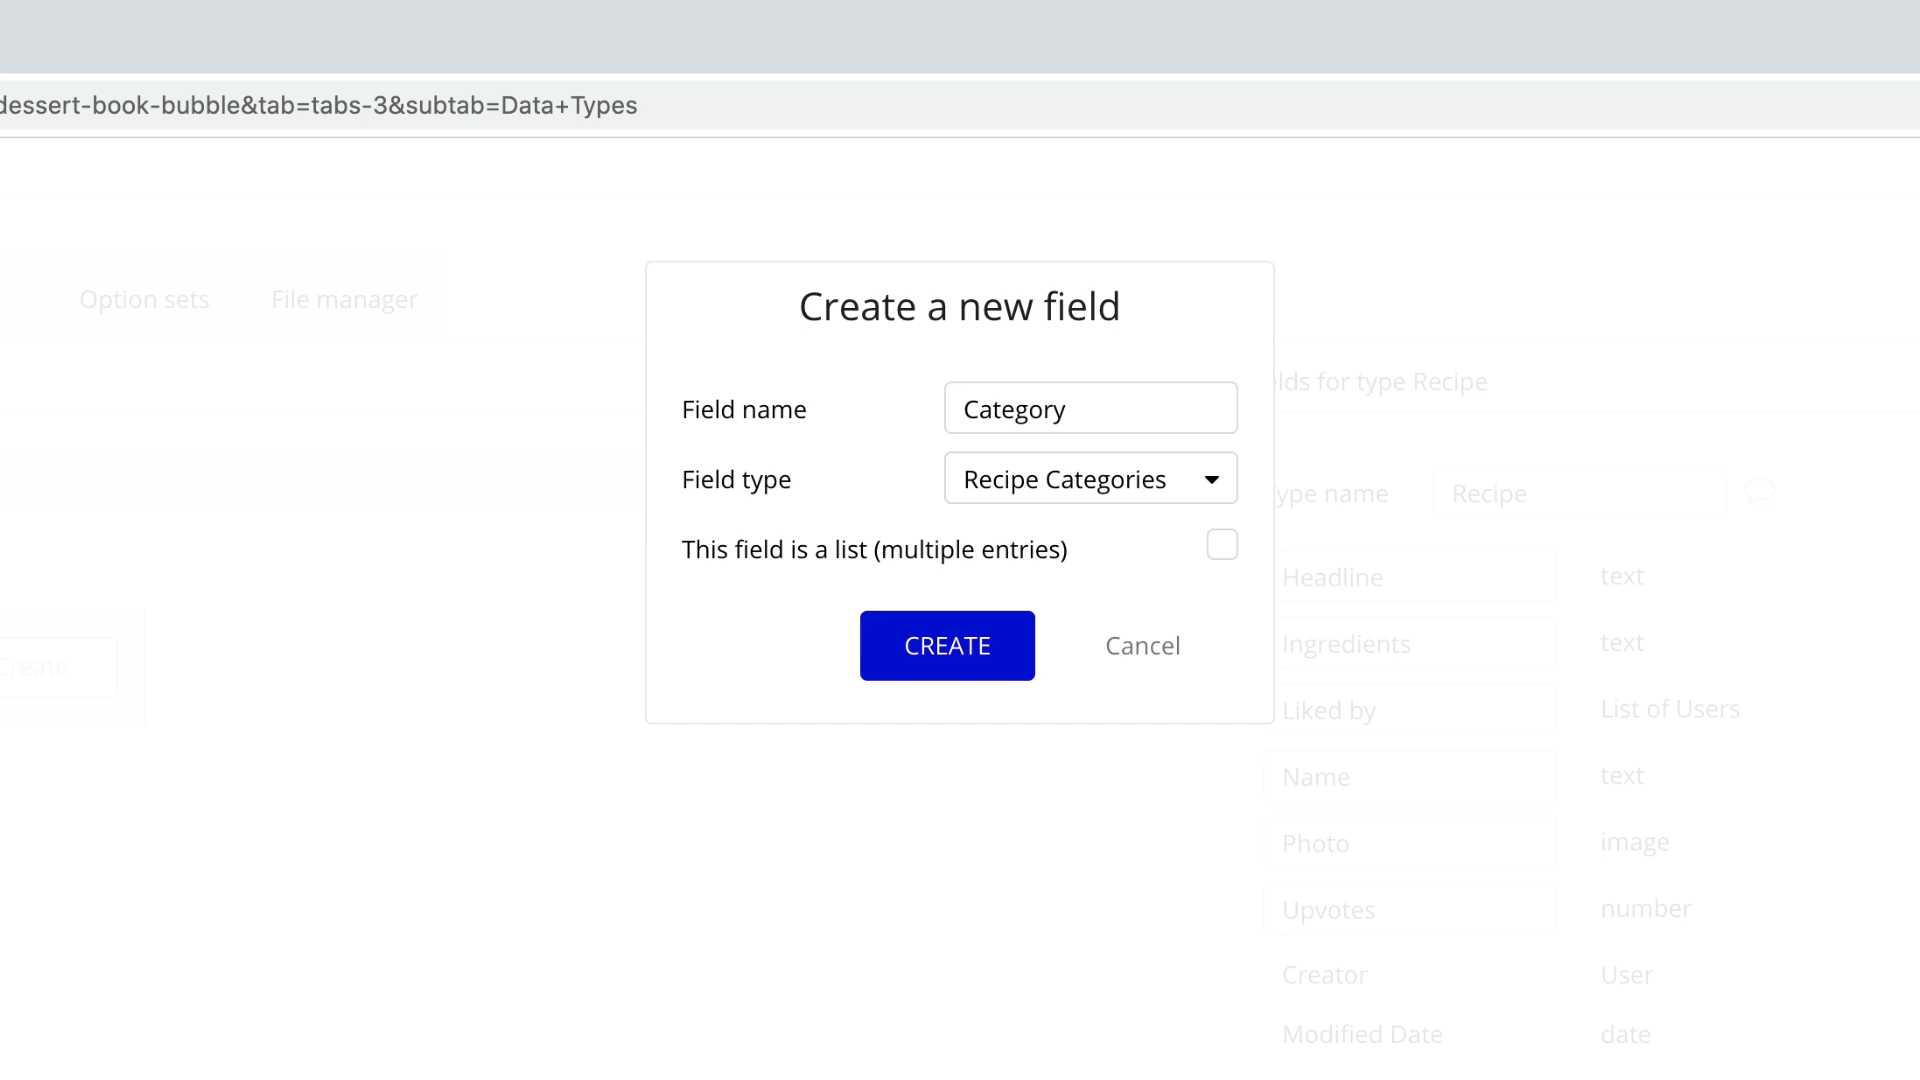 dessert-book-bubble&tab=tabs-3&subtab=Data+Types
Option sets
File manager
Create a new field
Field name
Category
Field type
Recipe Categories
This field is a list (multiple entries)
CREATE
Cancel
elds for type Recipe
ype name
Recipe
Headline
text
Ingredients
text
Liked by
List of Users
Name
text
Photo
image
Upvotes
number
Creator
User
Modified Date
date
Create